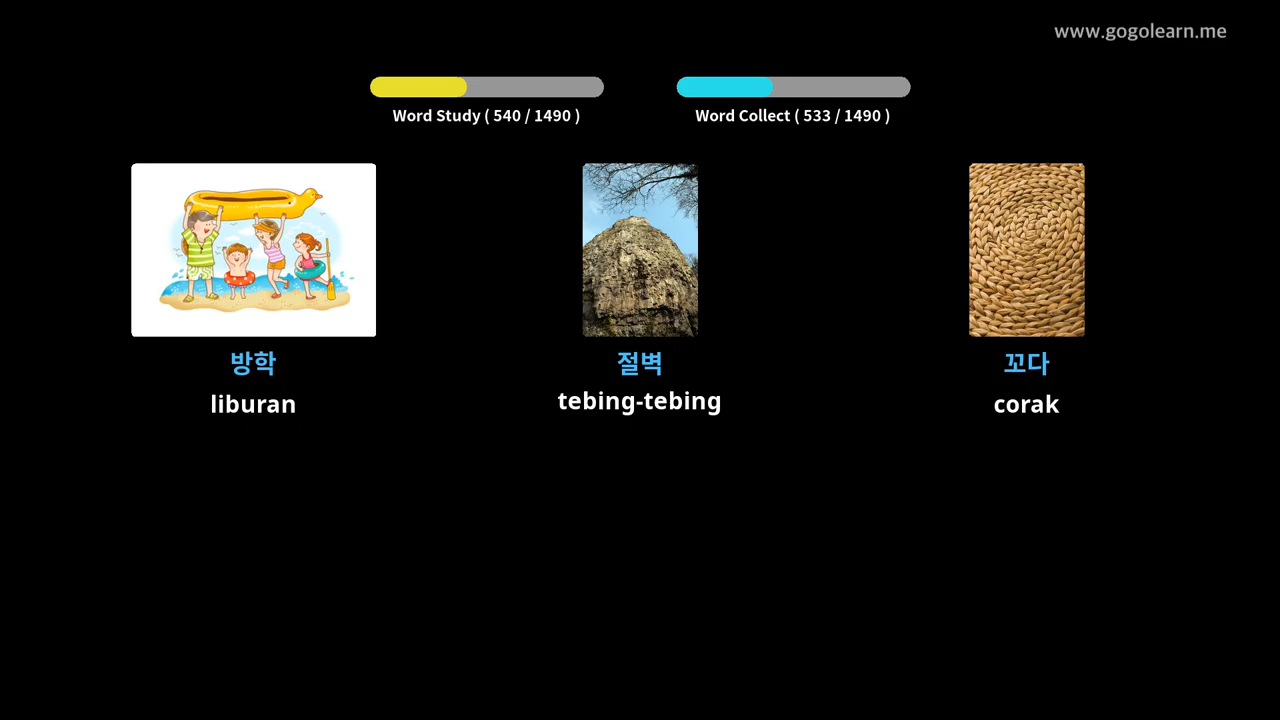 www.gogolearn.me
Word Study ( 540 / 1490 )
Word Collect ( 533 / 1490 )
방학
절벽
꼬다
liburan
tebing-tebing
corak